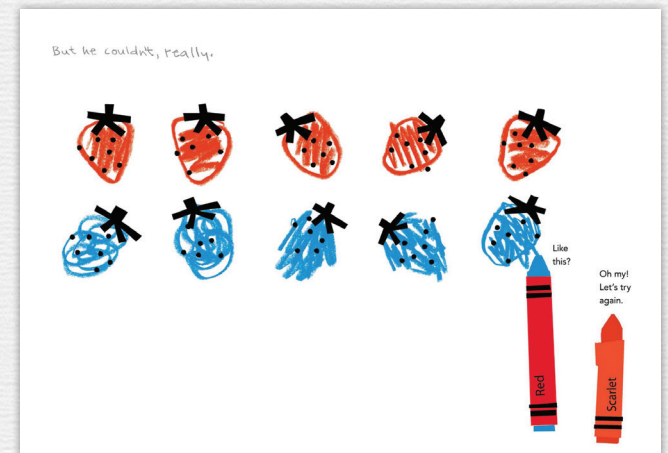 But he couldn't, really.
Like
this?
Oh my!
Let's try
again.
Red
Scarlet